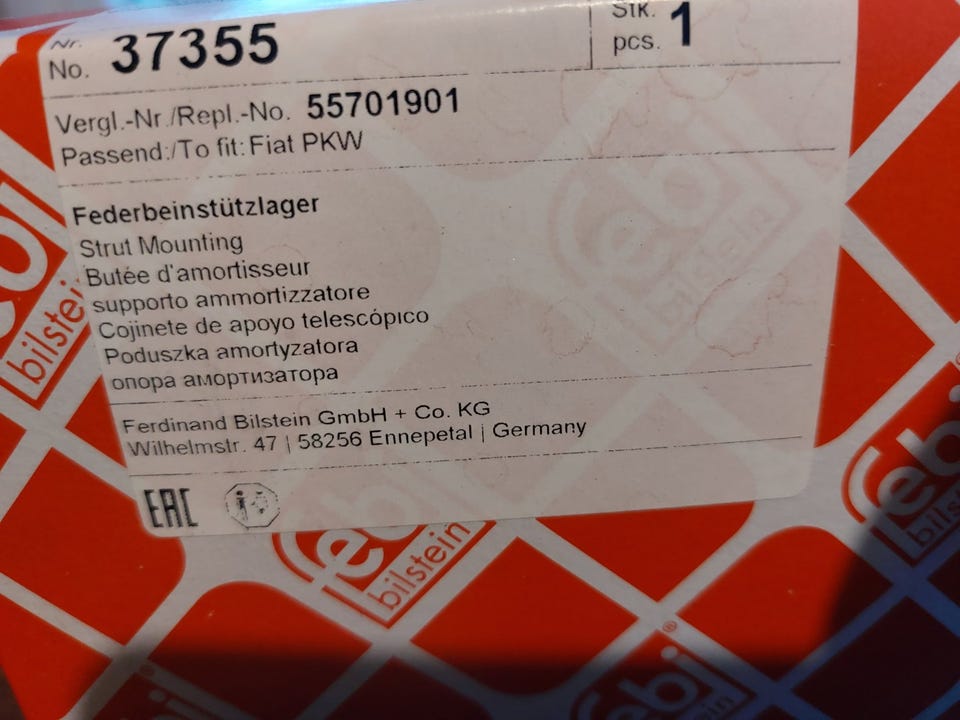 Nr.
No. 37355
Stk.
pcs. 1
Vergl.-Nr./Repl.-No. 55701901
Passend:/To fit: Fiat PKW
Federbeinstützlager
Strut Mounting
Butée d'amortisseur
supporto ammortizzatore
Cojinete de apoyo telescópico
Poduszka amortyzatora
опора амортизатора
Ferdinand Bilstein GmbH + Co. KG
Wilhelmstr. 47 | 58256 Ennepetal | Germany
EAC
febi
bilstein
febi
bilstein
febi
bilstein